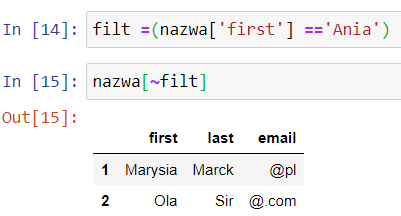 In [14]: filt =(nazwa['first'] =='Ania')
In [15]: nazwa[~filt]
Out[15]:
first last email
1 Marysia Marck @pl
2 Ola Sir @.com